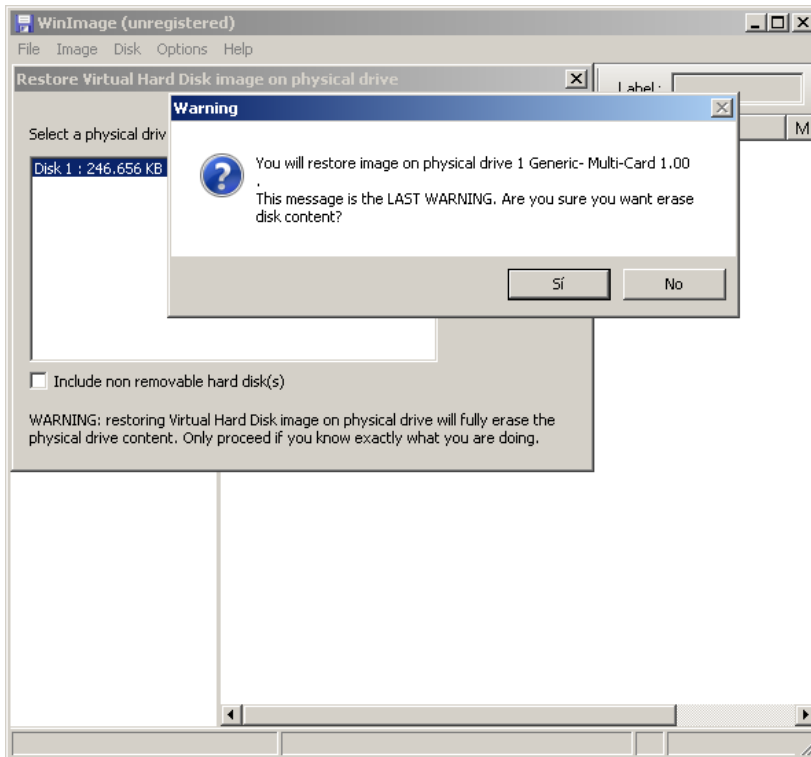 WinImage (unregistered)
File Image Disk Options Help
Restore Virtual Hard Disk image on physical drive
Label:
Warning
Select a physical driv
M
You will restore image on physical drive 1 Generic- Multi-Card 1.00
.
This message is the LAST WARNING. Are you sure you want erase
disk content?
Disk 1 : 246.656 KB
Sí No
Include non removable hard disk(s)
WARNING: restoring Virtual Hard Disk image on physical drive will fully erase the
physical drive content. Only proceed if you know exactly what you are doing.